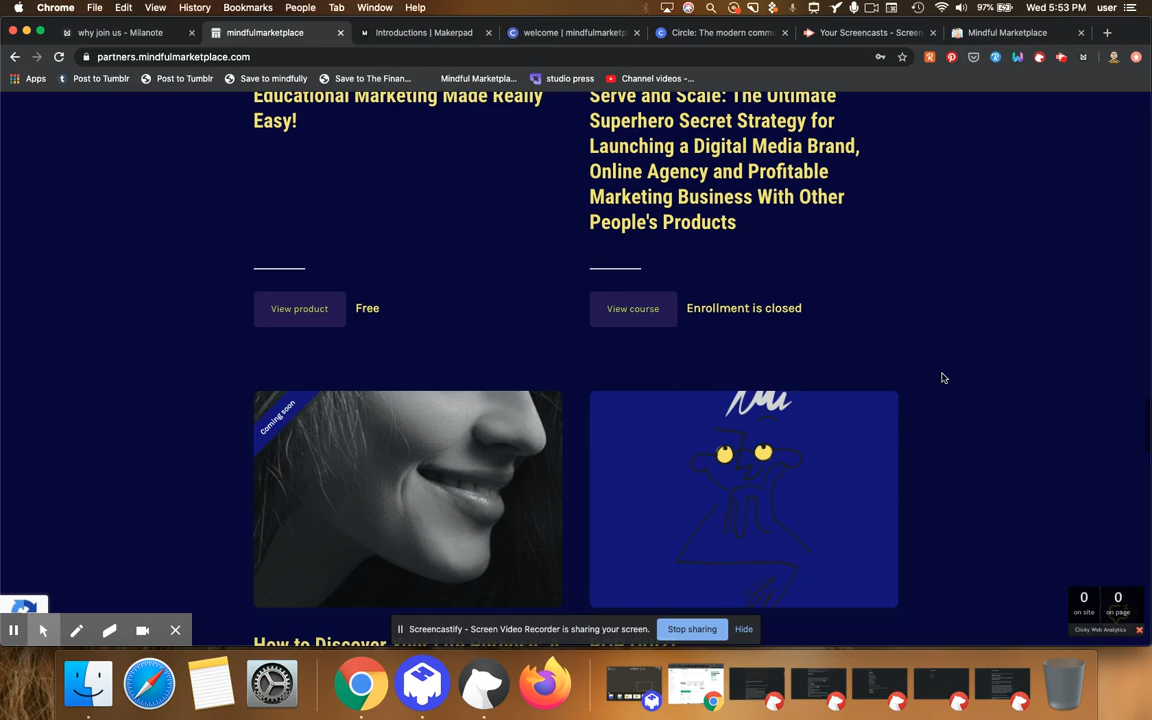 Chrome File Edit View History Bookmarks People Tab Window Help 97% Wed 5:53 PM user
why join us - Milanote mindfulmarketplace Introductions | Makerpad welcome | mindfulmarket Circle: The modern commu Your Screencasts - Screen Mindful Marketplace
partners.mindfulmarketplace.com
Apps Post to Tumblr Post to Tumblr Save to mindfully Save to The Finan... Mindful Marketpla... studio press Channel videos -...
Educational Marketing Made Really
Easy!
Serve and Scale: The Ultimate
Superhero Secret Strategy for
Launching a Digital Media Brand,
Online Agency and Profitable
Marketing Business With Other
People's Products
View product Free
View course Enrollment is closed
Coming soon
0 0
on site on page
Clicky Web Analytics
Screencastify - Screen Video Recorder is sharing your screen. Stop sharing Hide